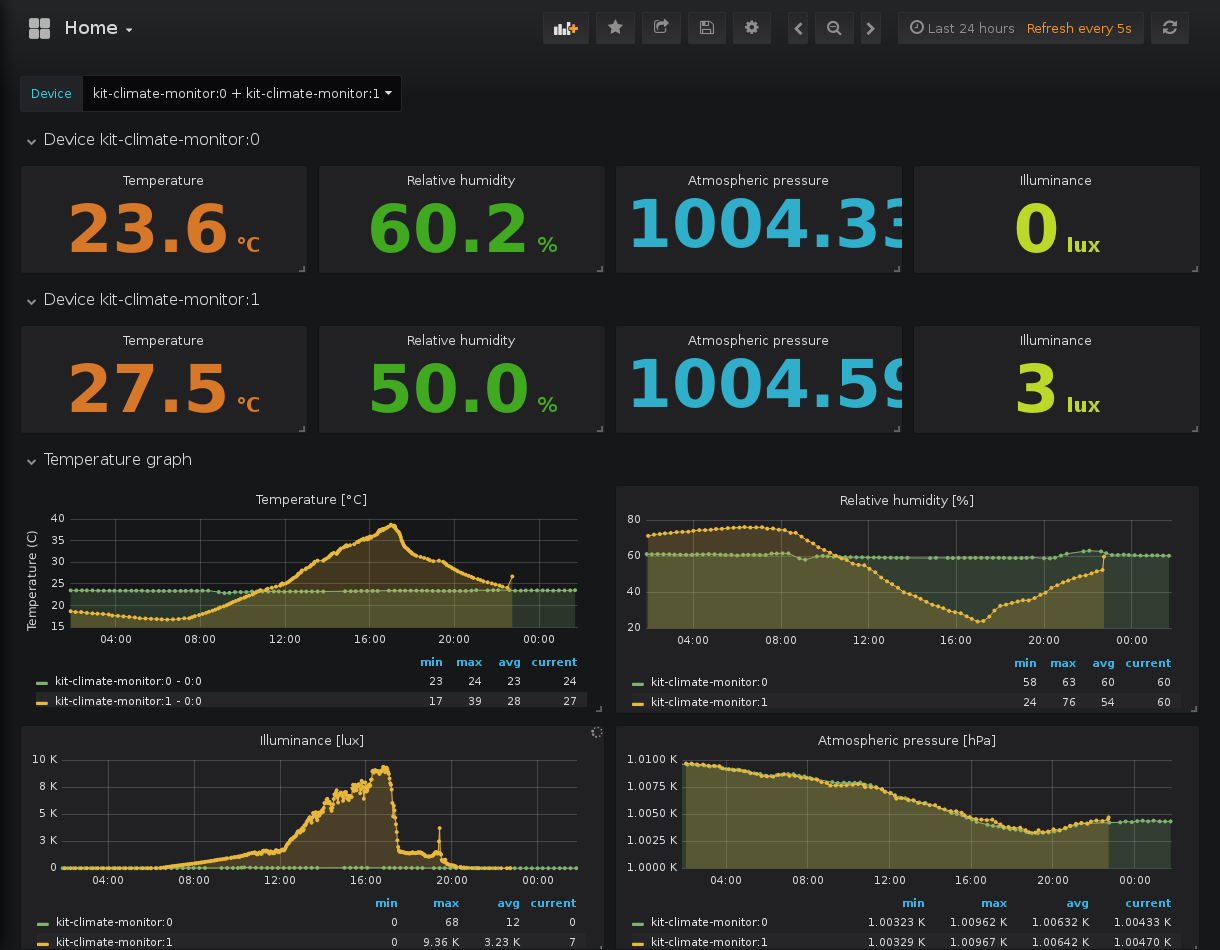 Home
Last 24 hours Refresh every 5s
Device kit-climate-monitor:0 + kit-climate-monitor:1
Device kit-climate-monitor:0
Temperature Relative humidity Atmospheric pressure Illuminance
23.6 °C 60.2 % 1004.33 0 lux
Device kit-climate-monitor:1
Temperature Relative humidity Atmospheric pressure Illuminance
27.5 °C 50.0 % 1004.59 3 lux
Temperature graph
Temperature [°C]
Temperature (C)
40
35
30
25
20
15
04:00 08:00 12:00 16:00 20:00 00:00
min max avg current
kit-climate-monitor:0 - 0:0 23 24 23 24
kit-climate-monitor:1 - 0:0 17 39 28 27
Relative humidity [%]
80
60
40
20
04:00 08:00 12:00 16:00 20:00 00:00
min max avg current
kit-climate-monitor:0 58 63 60 60
kit-climate-monitor:1 24 76 54 60
Illuminance [lux]
10 K
8 K
5 K
3 K
0
04:00 08:00 12:00 16:00 20:00 00:00
min max avg current
kit-climate-monitor:0 0 68 12 0
kit-climate-monitor:1 0 9.36 K 3.23 K 7
Atmospheric pressure [hPa]
1.0100 K
1.0075 K
1.0050 K
1.0025 K
1.0000 K
04:00 08:00 12:00 16:00 20:00 00:00
min max avg current
kit-climate-monitor:0 1.00323 K 1.00962 K 1.00632 K 1.00433 K
kit-climate-monitor:1 1.00329 K 1.00967 K 1.00642 K 1.00470 K